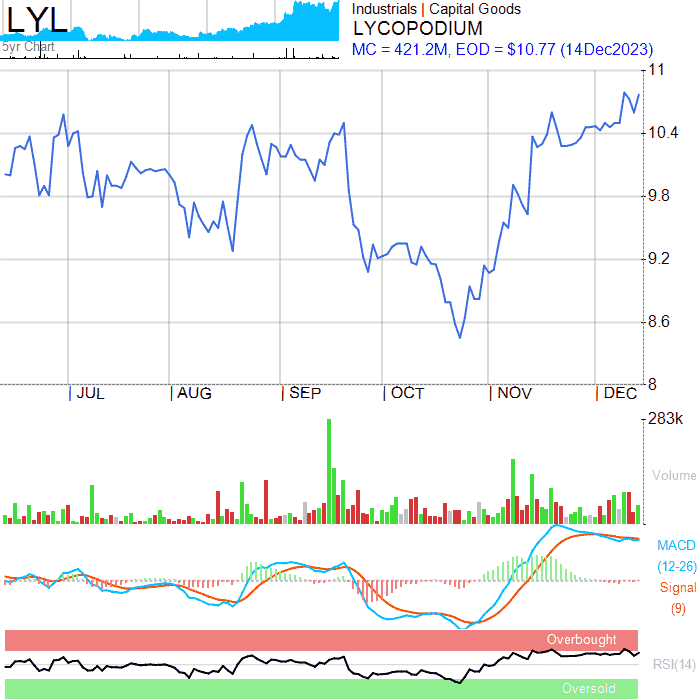 LYL
5yr Chart
Industrials | Capital Goods
LYCOPODIUM
MC = 421.2M, EOD = $10.77 (14Dec2023)
11
10.4
9.8
9.2
8.6
8
JUL AUG SEP OCT NOV DEC
283k
Volume
MACD
(12-26)
Signal
(9)
Overbought
RSI(14)
Oversold